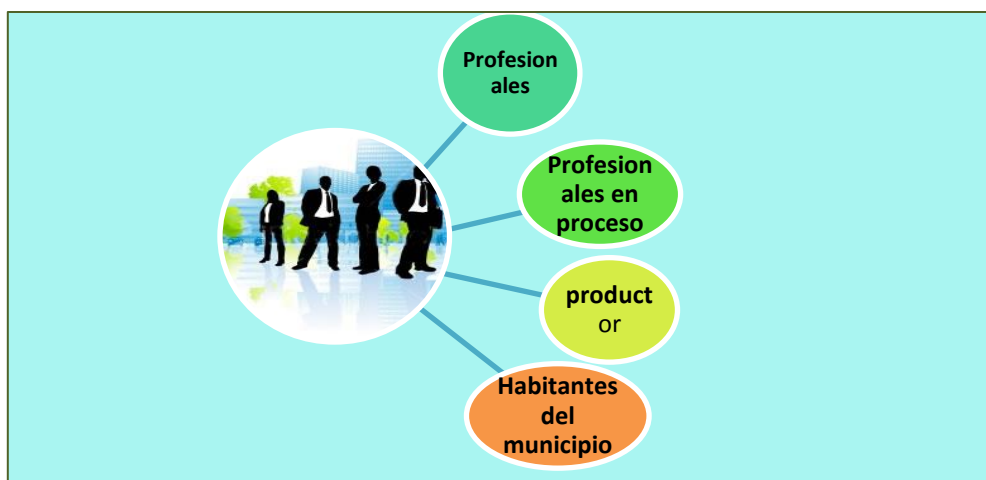 Profesion
ales
Profesion
ales en
proceso
product
or
Habitantes
del
municipio